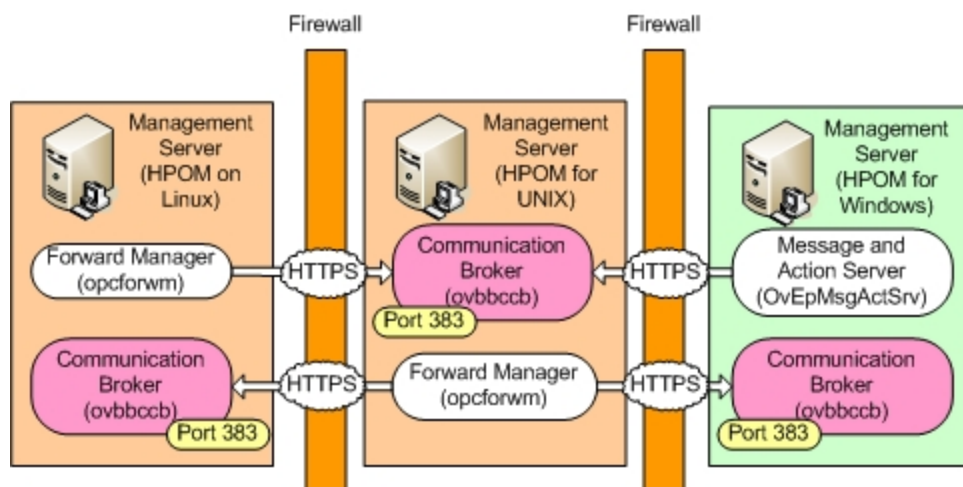 Firewall
Firewall
Management
Server
(HPOM on
Linux)
Management
Server
(HPOM for
UNIX)
Management
Server
(HPOM for
Windows)
Forward Manager
(opcforwm)
HTTPS
Communication
Broker
(ovbbccb)
Port 383
HTTPS
Message and
Action Server
(OvEpMsgActSrv)
Communication
Broker
(ovbbccb)
Port 383
HTTPS
Forward Manager
(opcforwm)
HTTPS
Communication
Broker
(ovbbccb)
Port 383